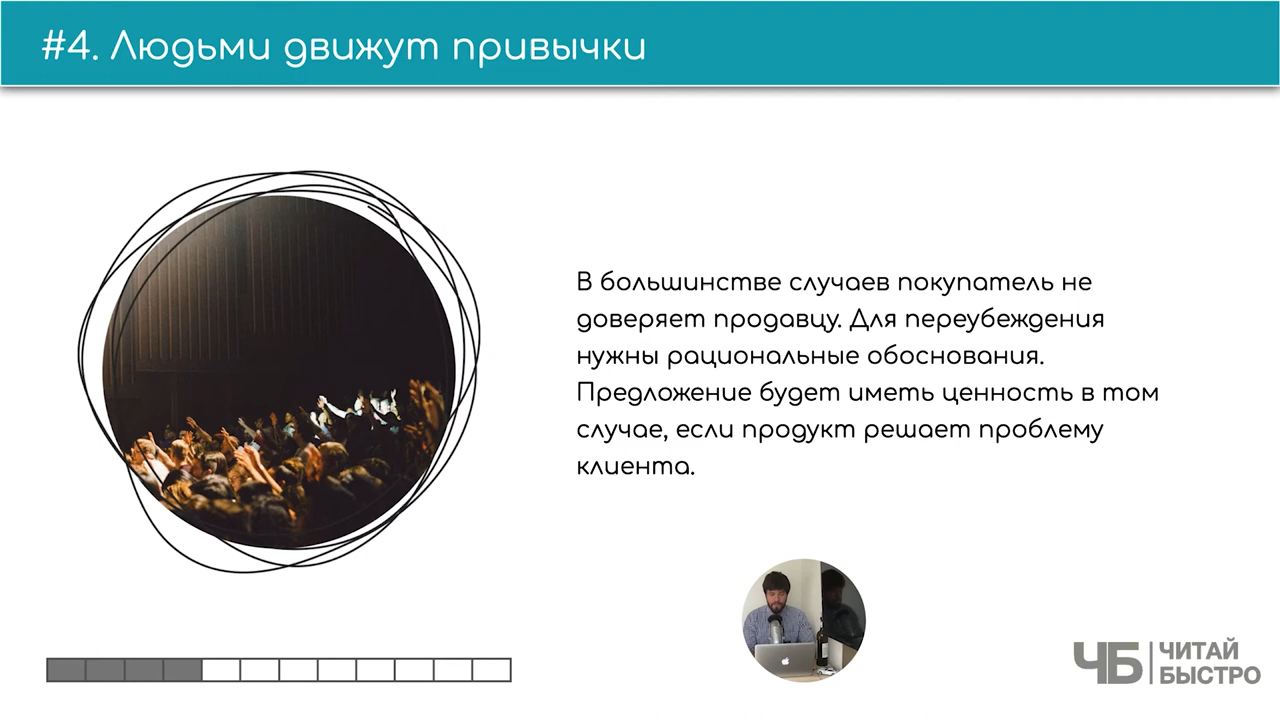 #4. Людьми движут привычки
В большинстве случаев покупатель не
доверяет продавцу. Для переубеждения
нужны рациональные обоснования.
Предложение будет иметь ценность в том
случае, если продукт решает проблему
клиента.
ЧБ
ЧИТАЙ
БЫСТРО